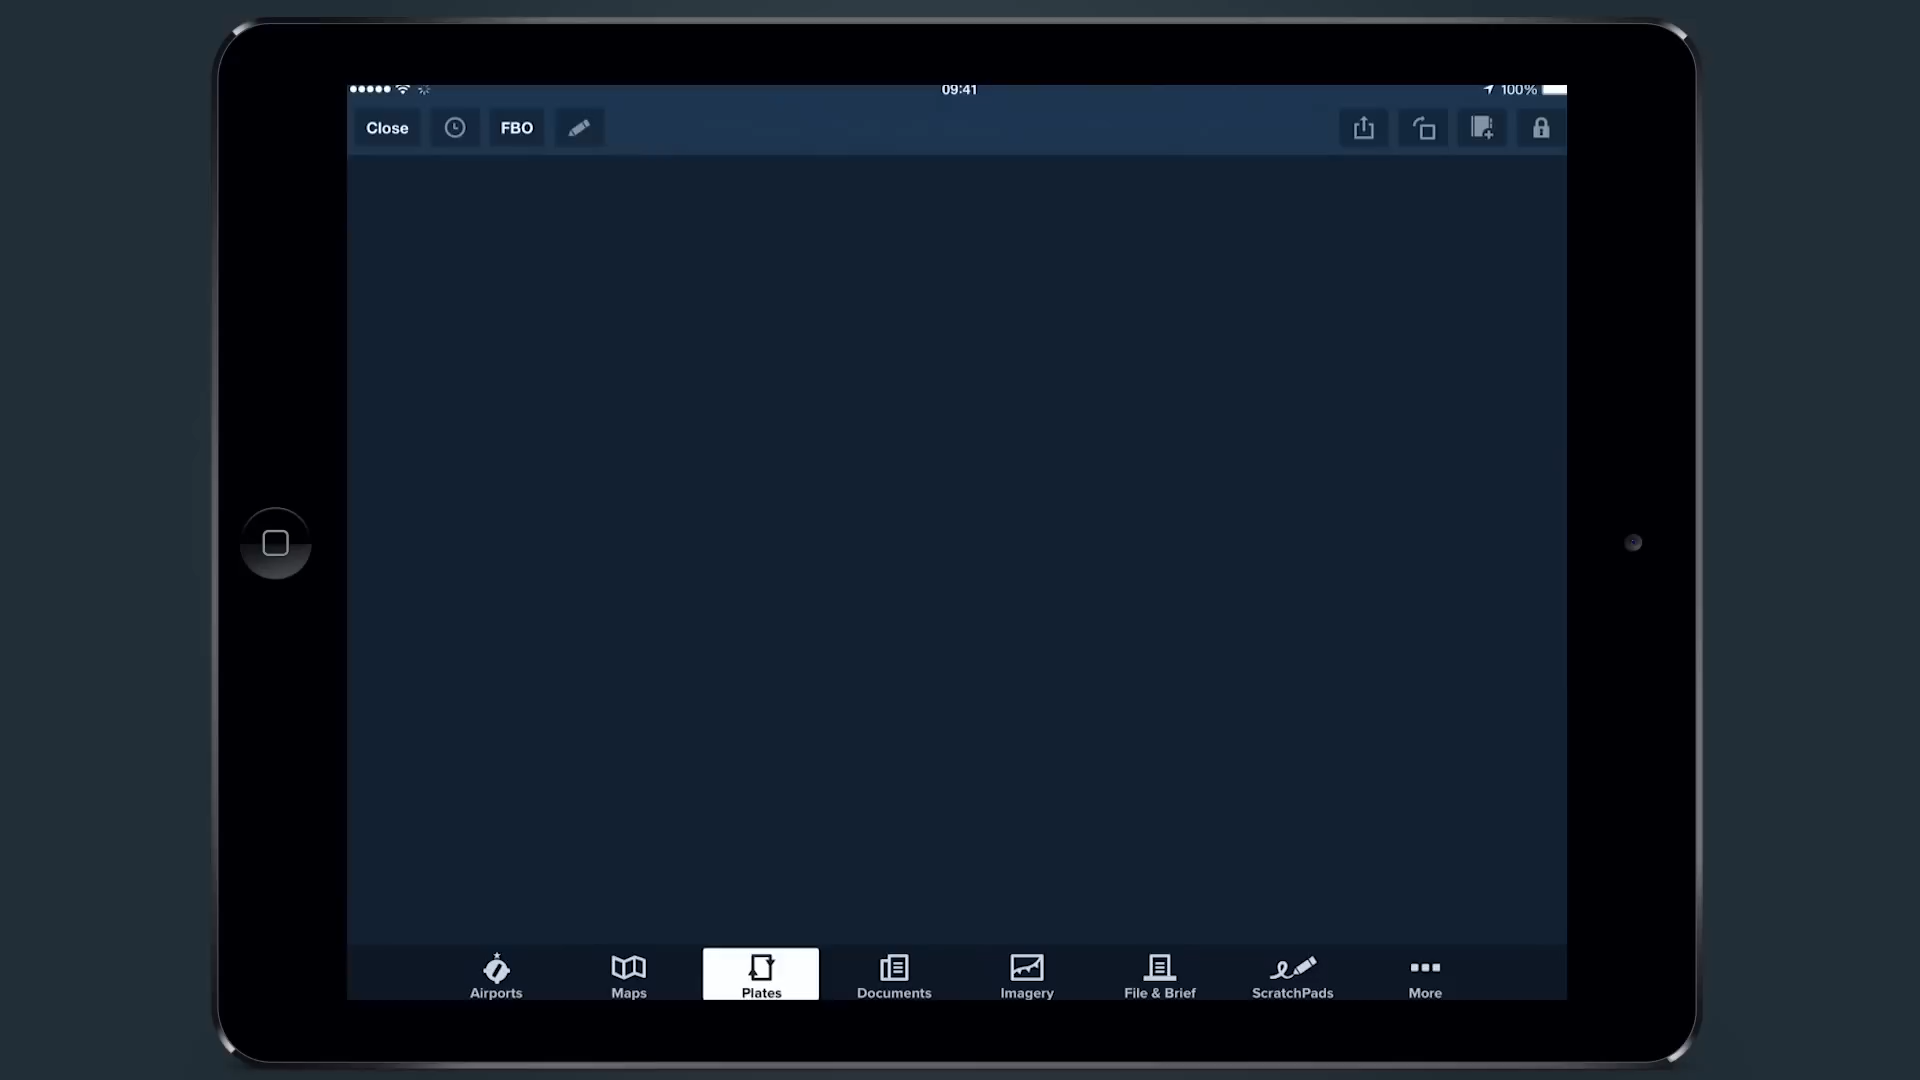 09:41
100%
Close
FBO
Airports
Maps
Plates
Documents
Imagery
File & Brief
ScratchPads
More